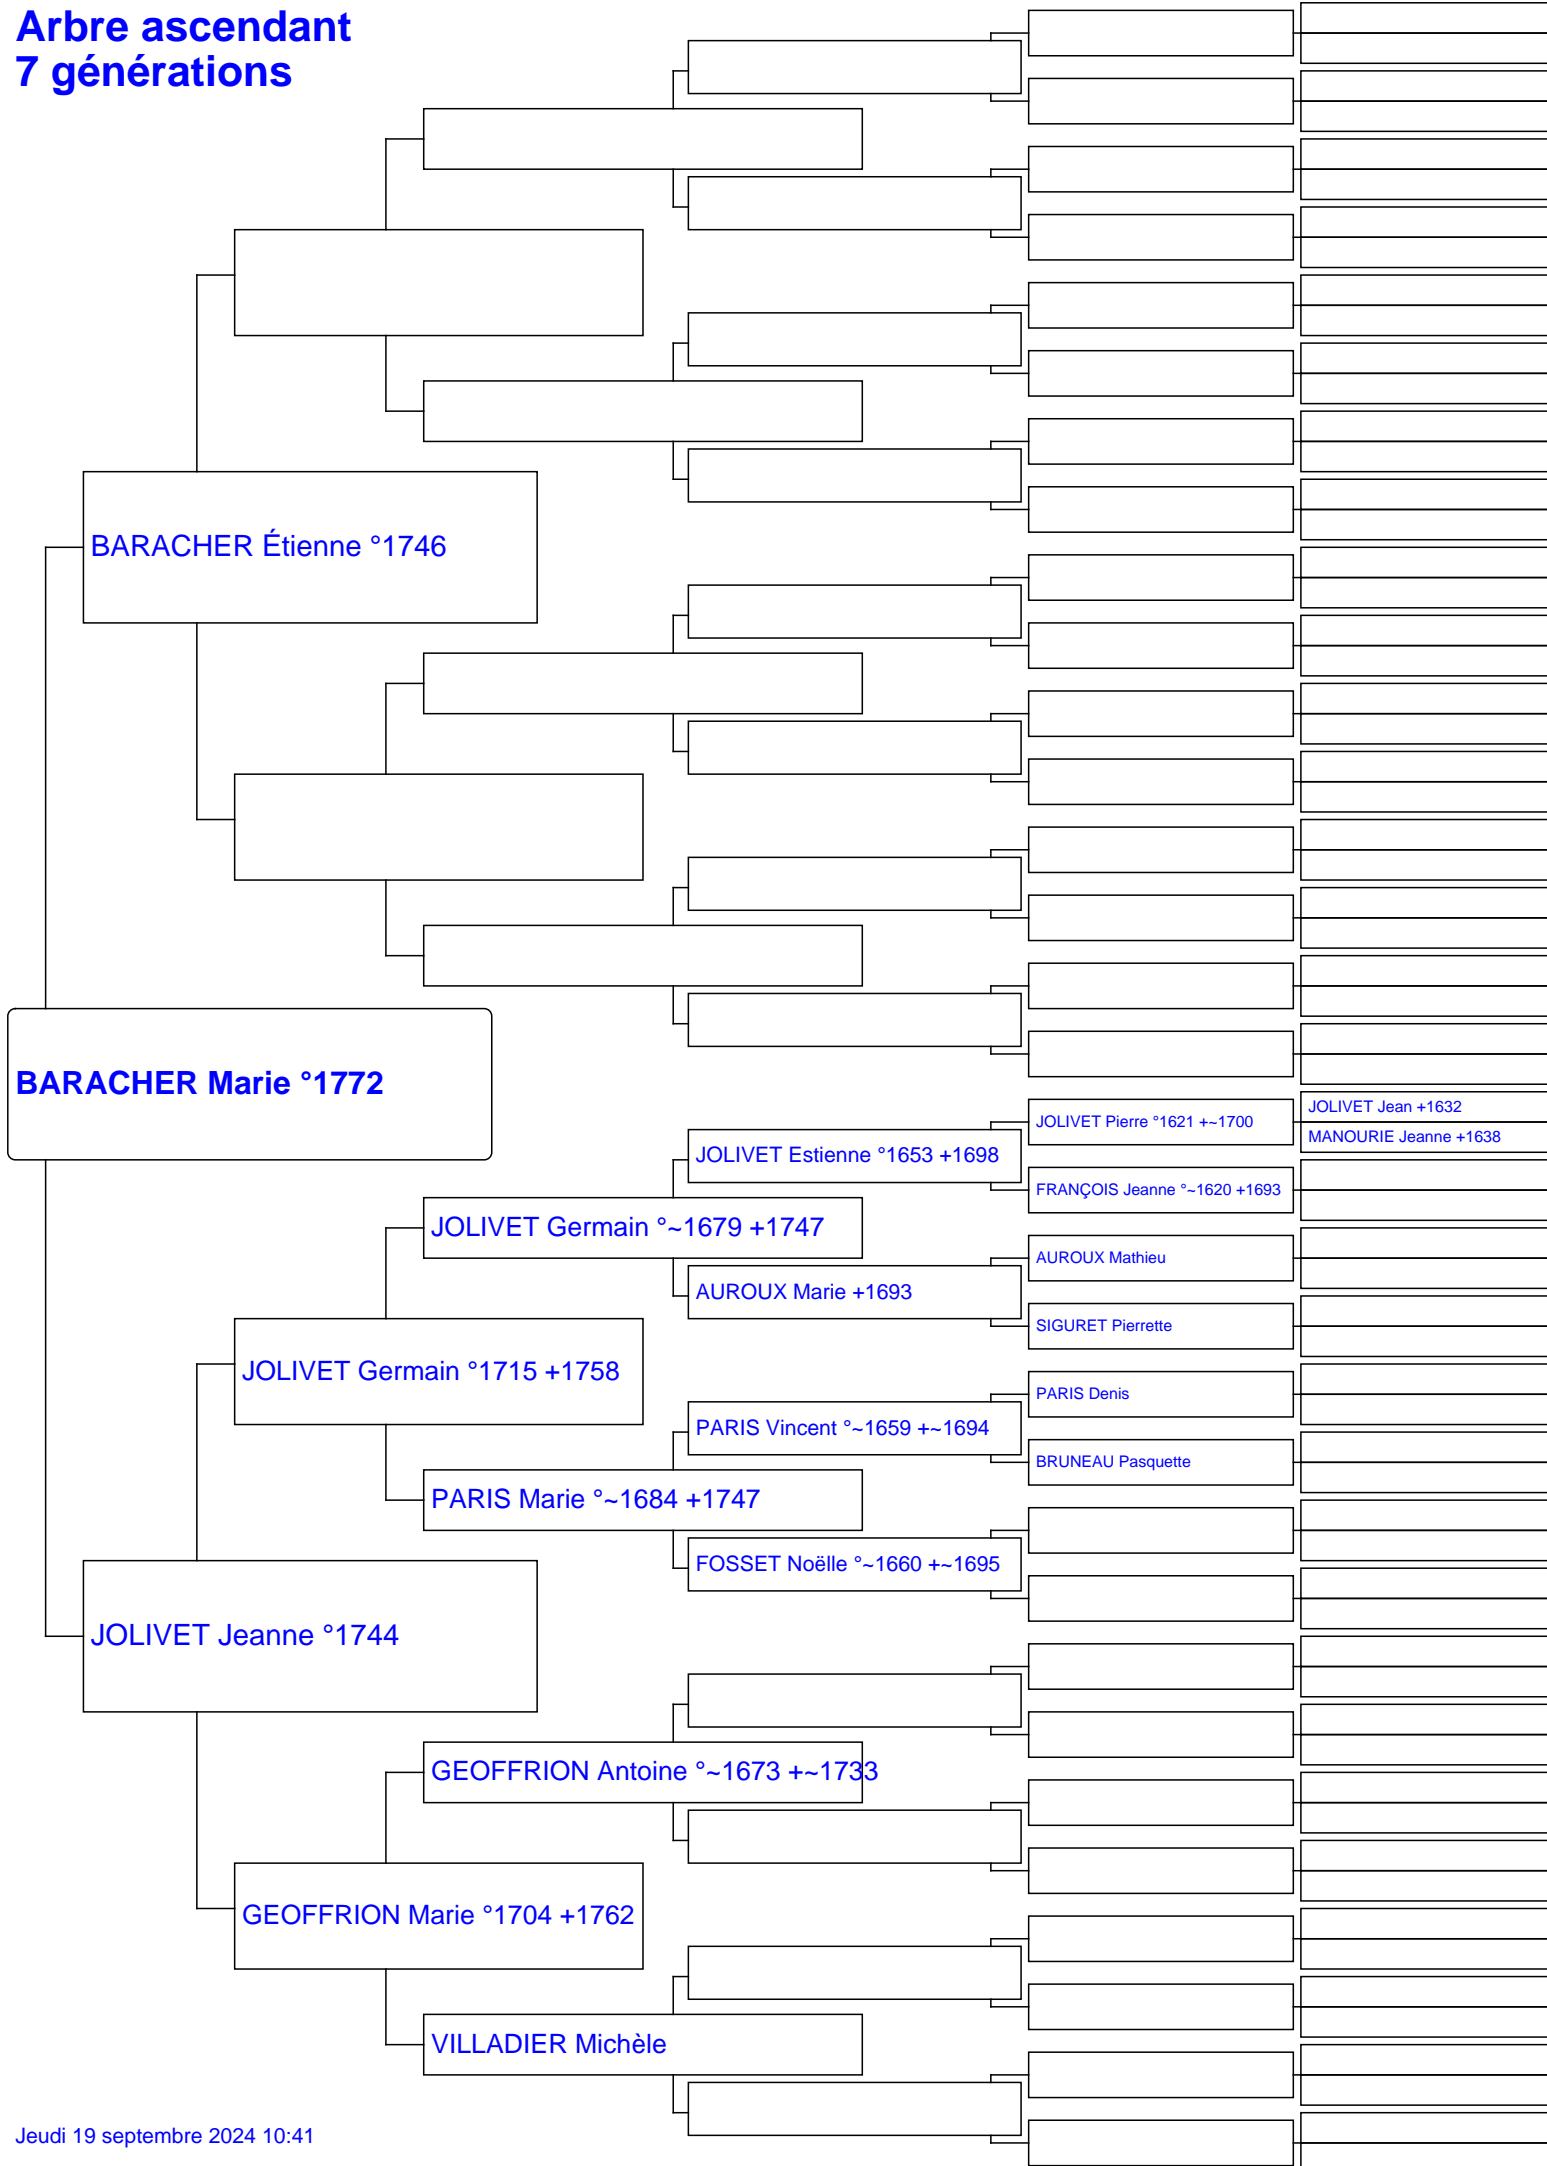 Arbre ascendant
7 générations
BARACHER Étienne °1746
BARACHER Marie °1772
JOLIVET Pierre °1621 +~1700
JOLIVET Jean +1632
MANOURIE Jeanne +1638
JOLIVET Estienne °1653 +1698
FRANÇOIS Jeanne °~1620 +1693
JOLIVET Germain °~1679 +1747
AUROUX Mathieu
AUROUX Marie +1693
SIGURET Pierrette
JOLIVET Germain °1715 +1758
PARIS Denis
PARIS Vincent °~1659 +~1694
BRUNEAU Pasquette
PARIS Marie °~1684 +1747
FOSSET Noëlle °~1660 +~1695
JOLIVET Jeanne °1744
GEOFFRION Antoine °~1673 +~1733
GEOFFRION Marie °1704 +1762
VILLADIER Michèle
Jeudi 19 septembre 2024 10:41